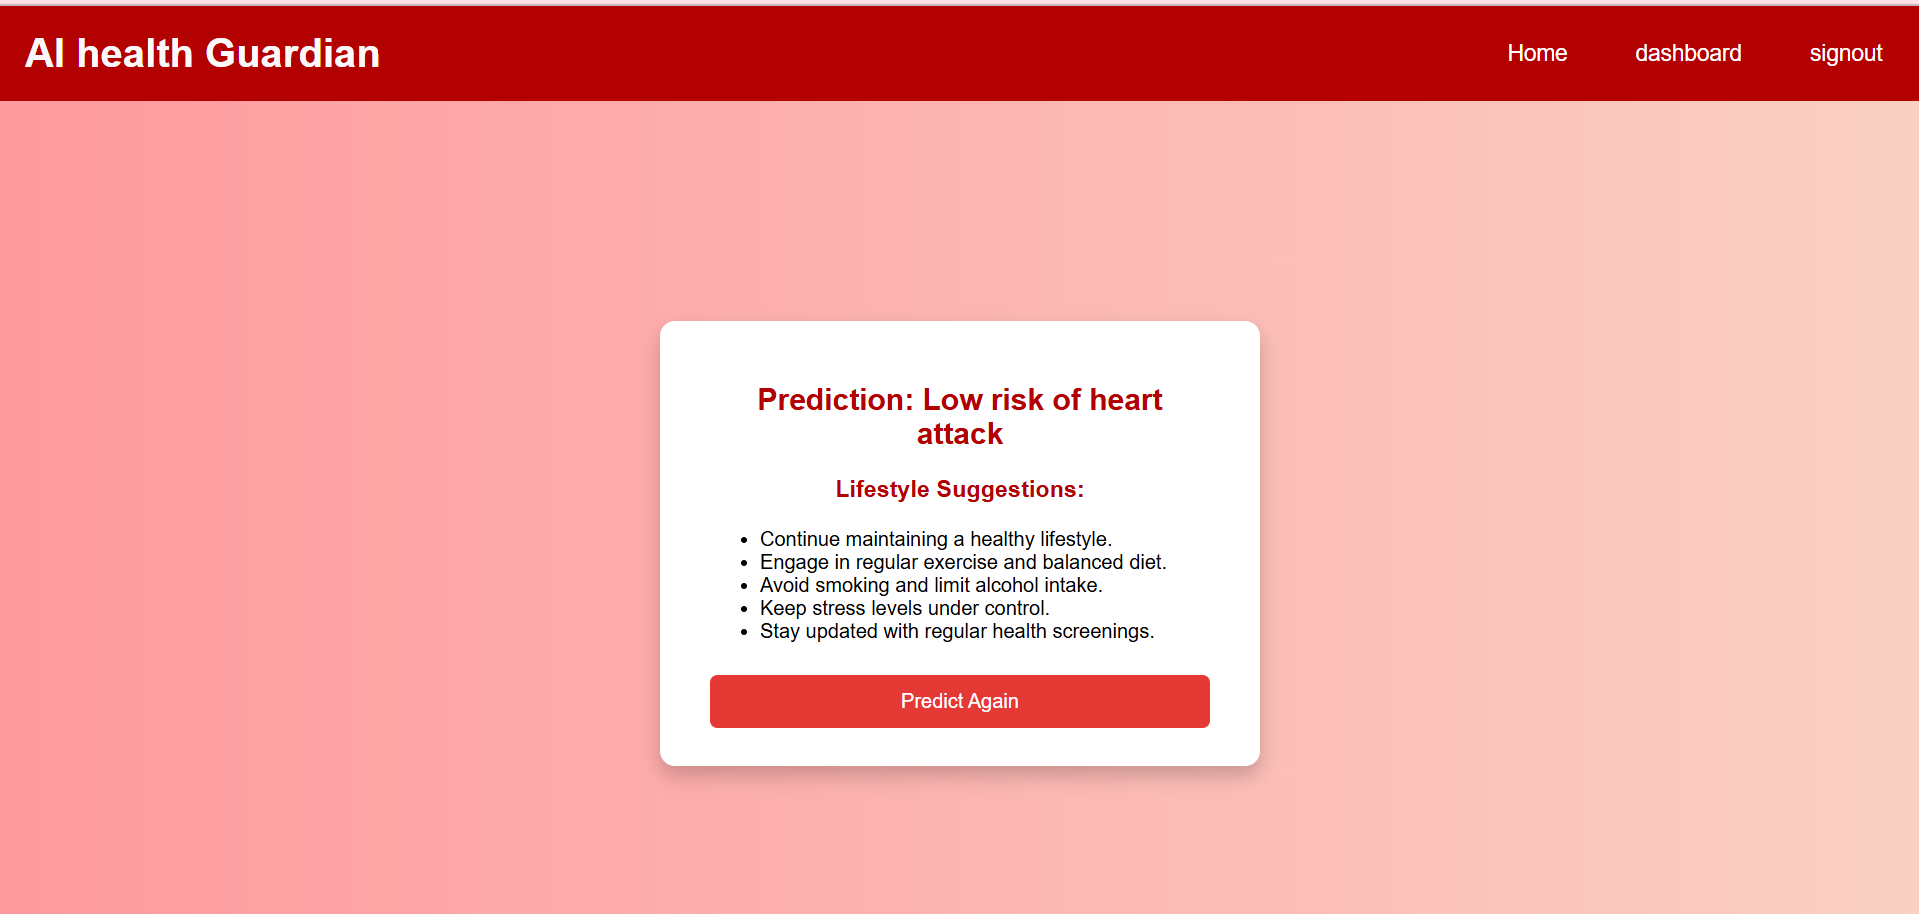 AI health Guardian
Home
dashboard
signout
Prediction: Low risk of heart
attack
Lifestyle Suggestions:
• Continue maintaining a healthy lifestyle.
• Engage in regular exercise and balanced diet.
• Avoid smoking and limit alcohol intake.
• Keep stress levels under control.
• Stay updated with regular health screenings.
Predict Again